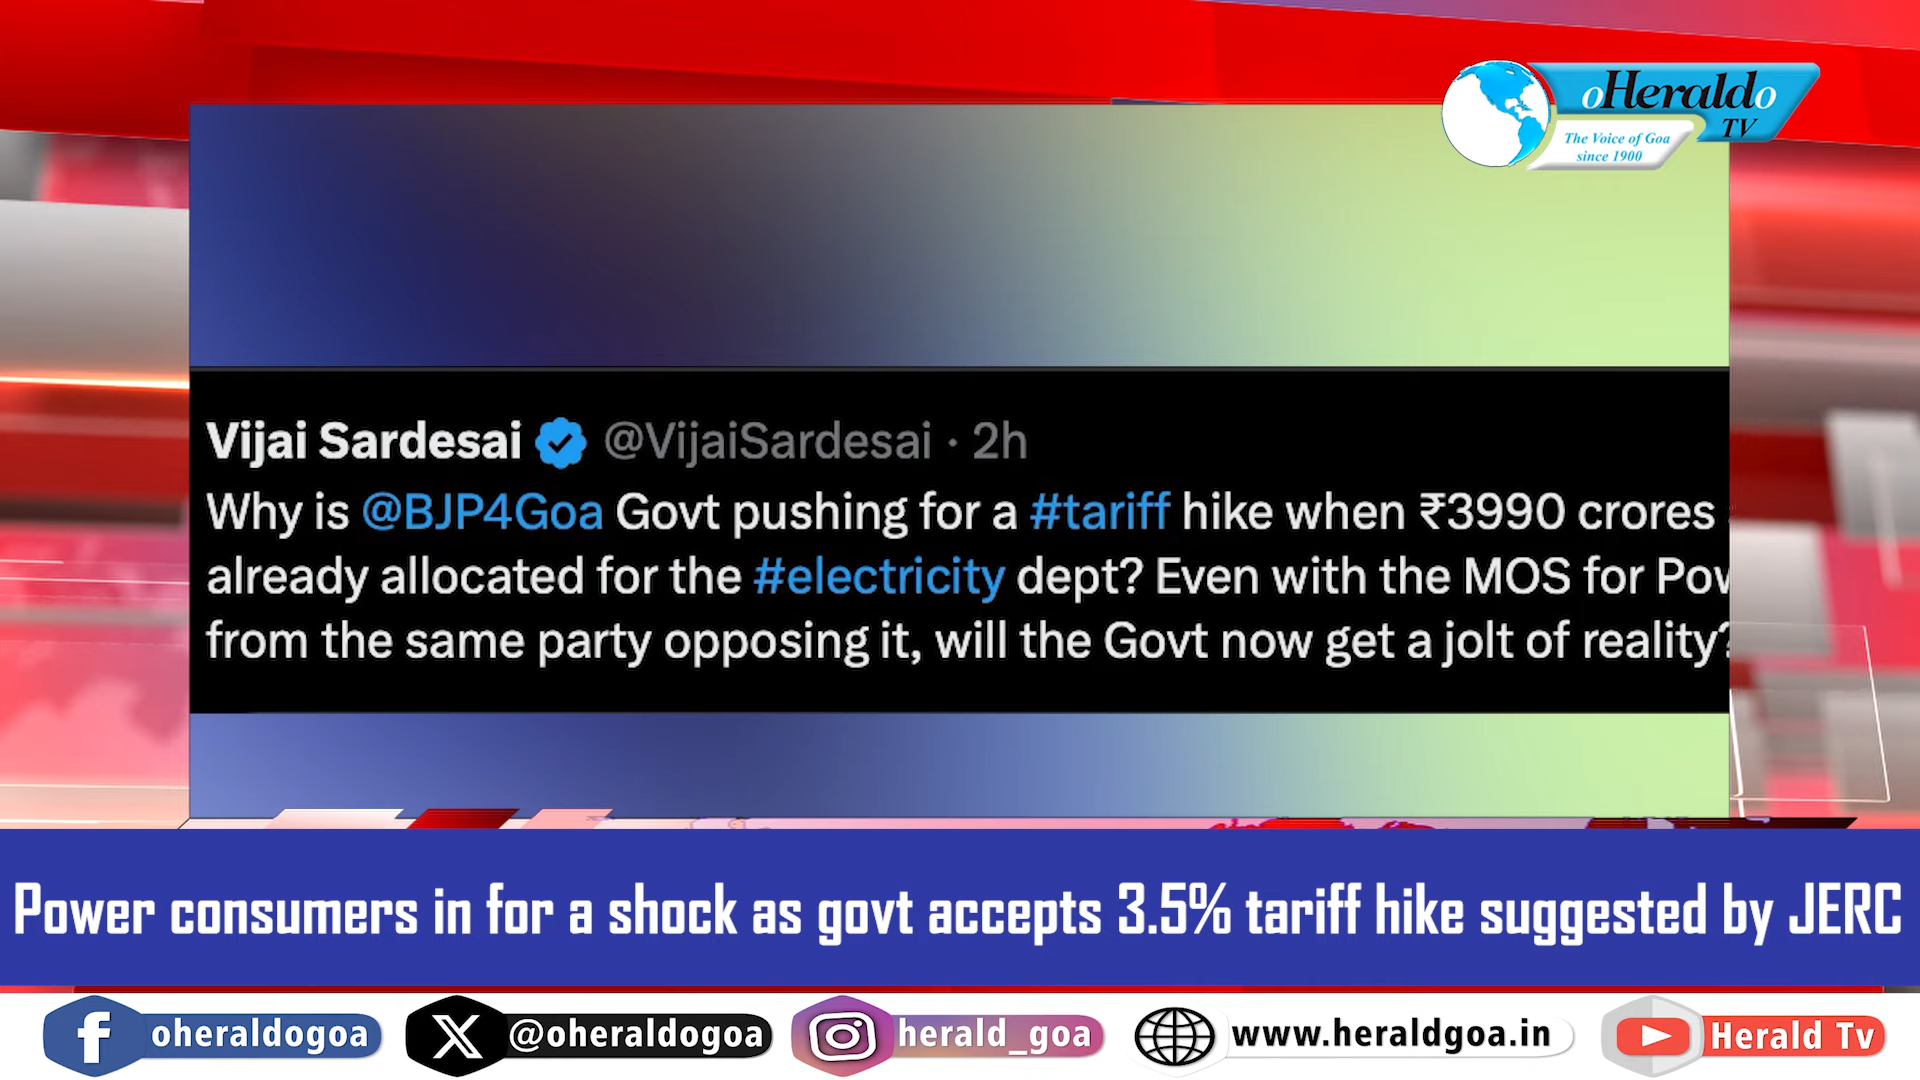 oHeraldo
TV
The Voice of Goa
since 1900
Vijai Sardesai @VijaiSardesai · 2h
Why is @BJP4Goa Govt pushing for a #tariff hike when ₹3990 crores
already allocated for the #electricity dept? Even with the MOS for
from the same party opposing it, will the Govt now get a jolt of reality?
Power consumers in for a shock as govt accepts 3.5% tariff hike suggested by JERC
oheraldogoa
@oheraldogoa
herald_goa
www.heraldgoa.in
Herald Tv